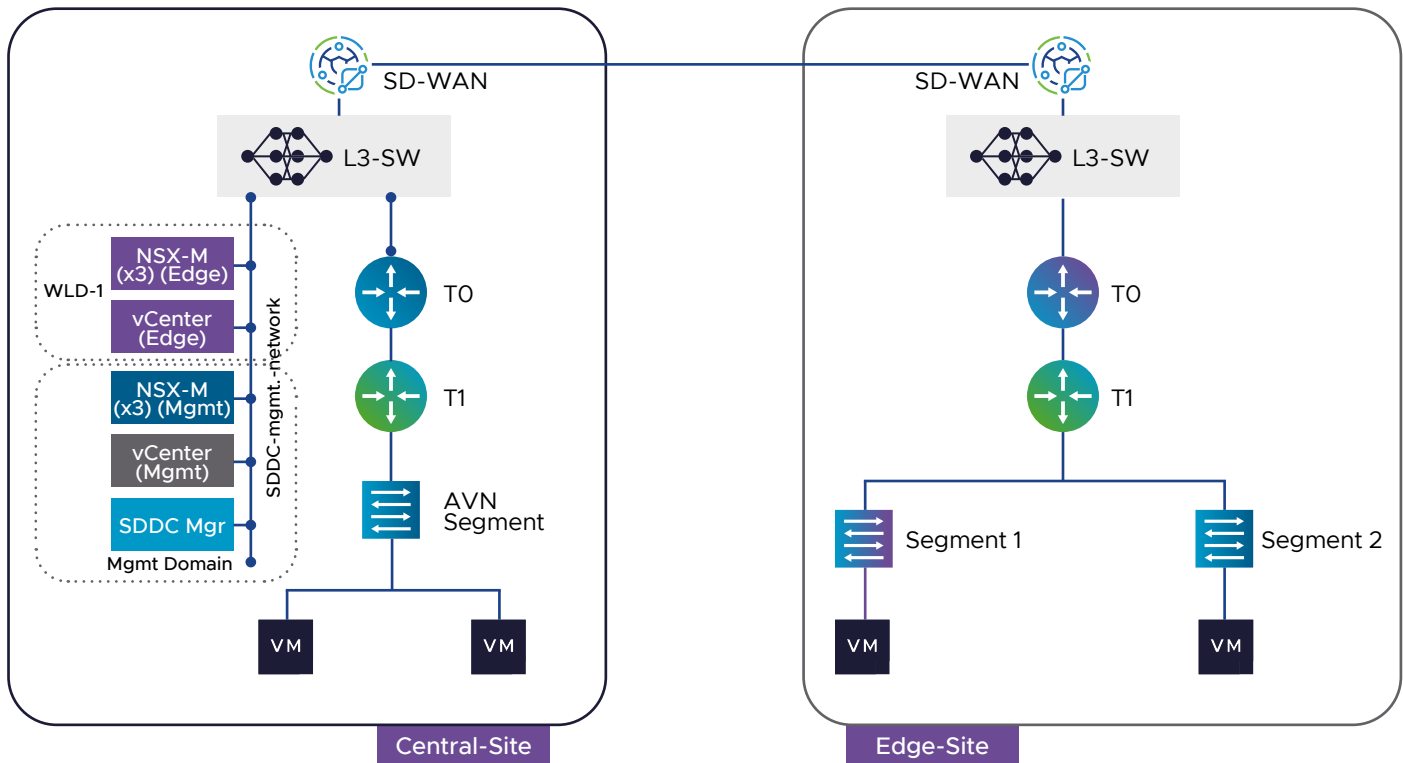 SD-WAN
L3-SW
NSX-M
(x3) (Edge)
WLD-1
vCenter
(Edge)
NSX-M
(x3) (Mgmt)
vCenter
(Mgmt)
SDDC Mgr
Mgmt Domain
SDDC-mgmt.-network
T0
T1
AVN
Segment
VM
VM
Central-Site
SD-WAN
L3-SW
T0
T1
Segment 1
Segment 2
VM
VM
Edge-Site